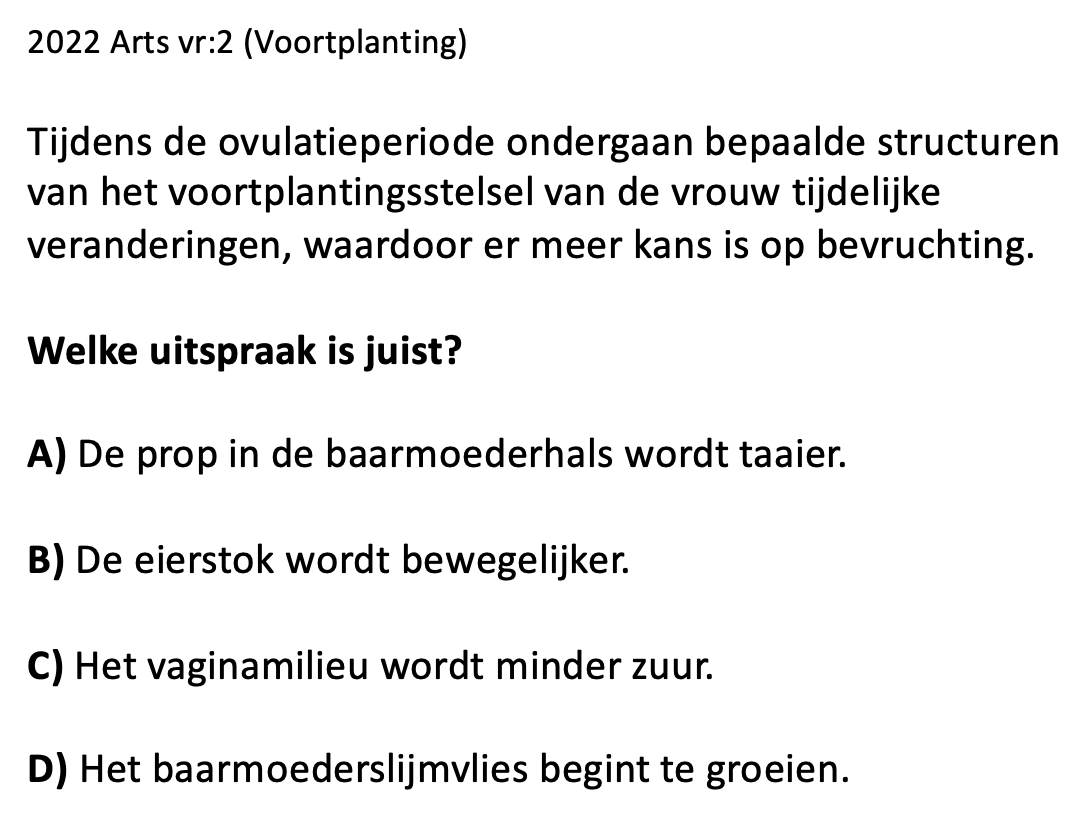 2022 Arts vr:2 (Voortplanting)
Tijdens de ovulatieperiode ondergaan bepaalde structuren
van het voortplantingsstelsel van de vrouw tijdelijke
veranderingen, waardoor er meer kans is op bevruchting.
Welke uitspraak is juist?
A) De prop in de baarmoederhals wordt taaier.
B) De eierstok wordt bewegelijker.
C) Het vaginamilieu wordt minder zuur.
D) Het baarmoederslijmvlies begint te groeien.